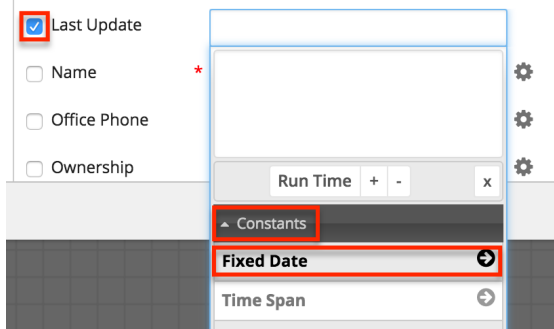 Last Update
Name *
Office Phone
Ownership
Run Time + - x
Constants
Fixed Date
Time Span